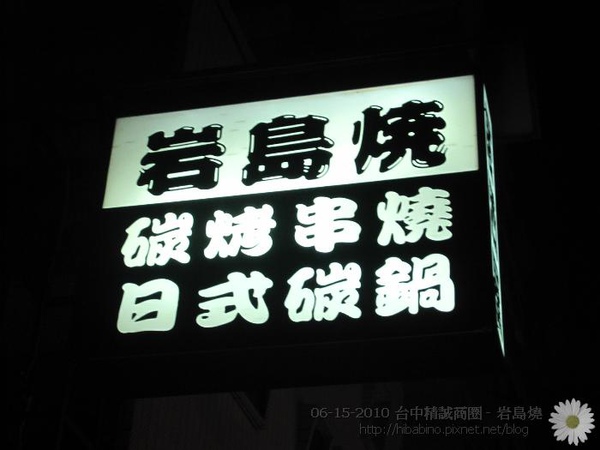 岩島焼
碳烤串燒
日式碳鍋
06-15-2010 台中精誠商圈 - 岩島燒
http://hibabino.pixnet.net/blog